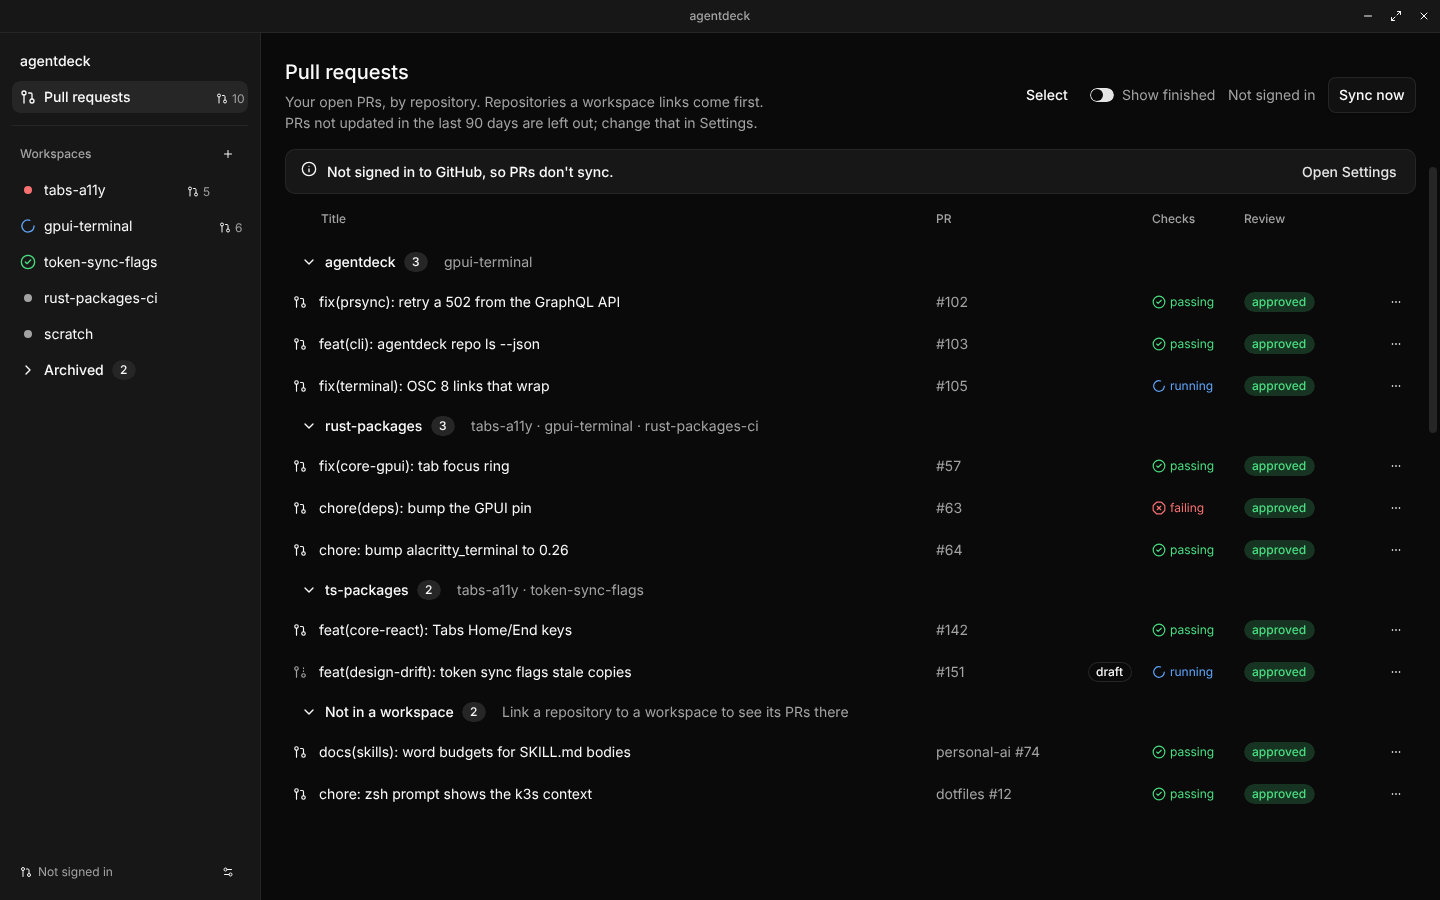 agentdeck
agentdeck
Pull requests 10
Workspaces
tabs-a11y 5
gpui-terminal 6
token-sync-flags
rust-packages-ci
scratch
Archived 2
Not signed in
Pull requests
Your open PRs, by repository. Repositories a workspace links come first.
PRs not updated in the last 90 days are left out; change that in Settings.
Select Show finished Not signed in Sync now
Not signed in to GitHub, so PRs don't sync. Open Settings
Title PR Checks Review
agentdeck 3 gpui-terminal
fix(prsync): retry a 502 from the GraphQL API #102 passing approved
feat(cli): agentdeck repo ls --json #103 passing approved
fix(terminal): OSC 8 links that wrap #105 running approved
rust-packages 3 tabs-a11y · gpui-terminal · rust-packages-ci
fix(core-gpui): tab focus ring #57 passing approved
chore(deps): bump the GPUI pin #63 failing approved
chore: bump alacritty_terminal to 0.26 #64 passing approved
ts-packages 2 tabs-a11y · token-sync-flags
feat(core-react): Tabs Home/End keys #142 passing approved
feat(design-drift): token sync flags stale copies #151 draft running approved
Not in a workspace 2 Link a repository to a workspace to see its PRs there
docs(skills): word budgets for SKILL.md bodies personal-ai #74 passing approved
chore: zsh prompt shows the k3s context dotfiles #12 passing approved